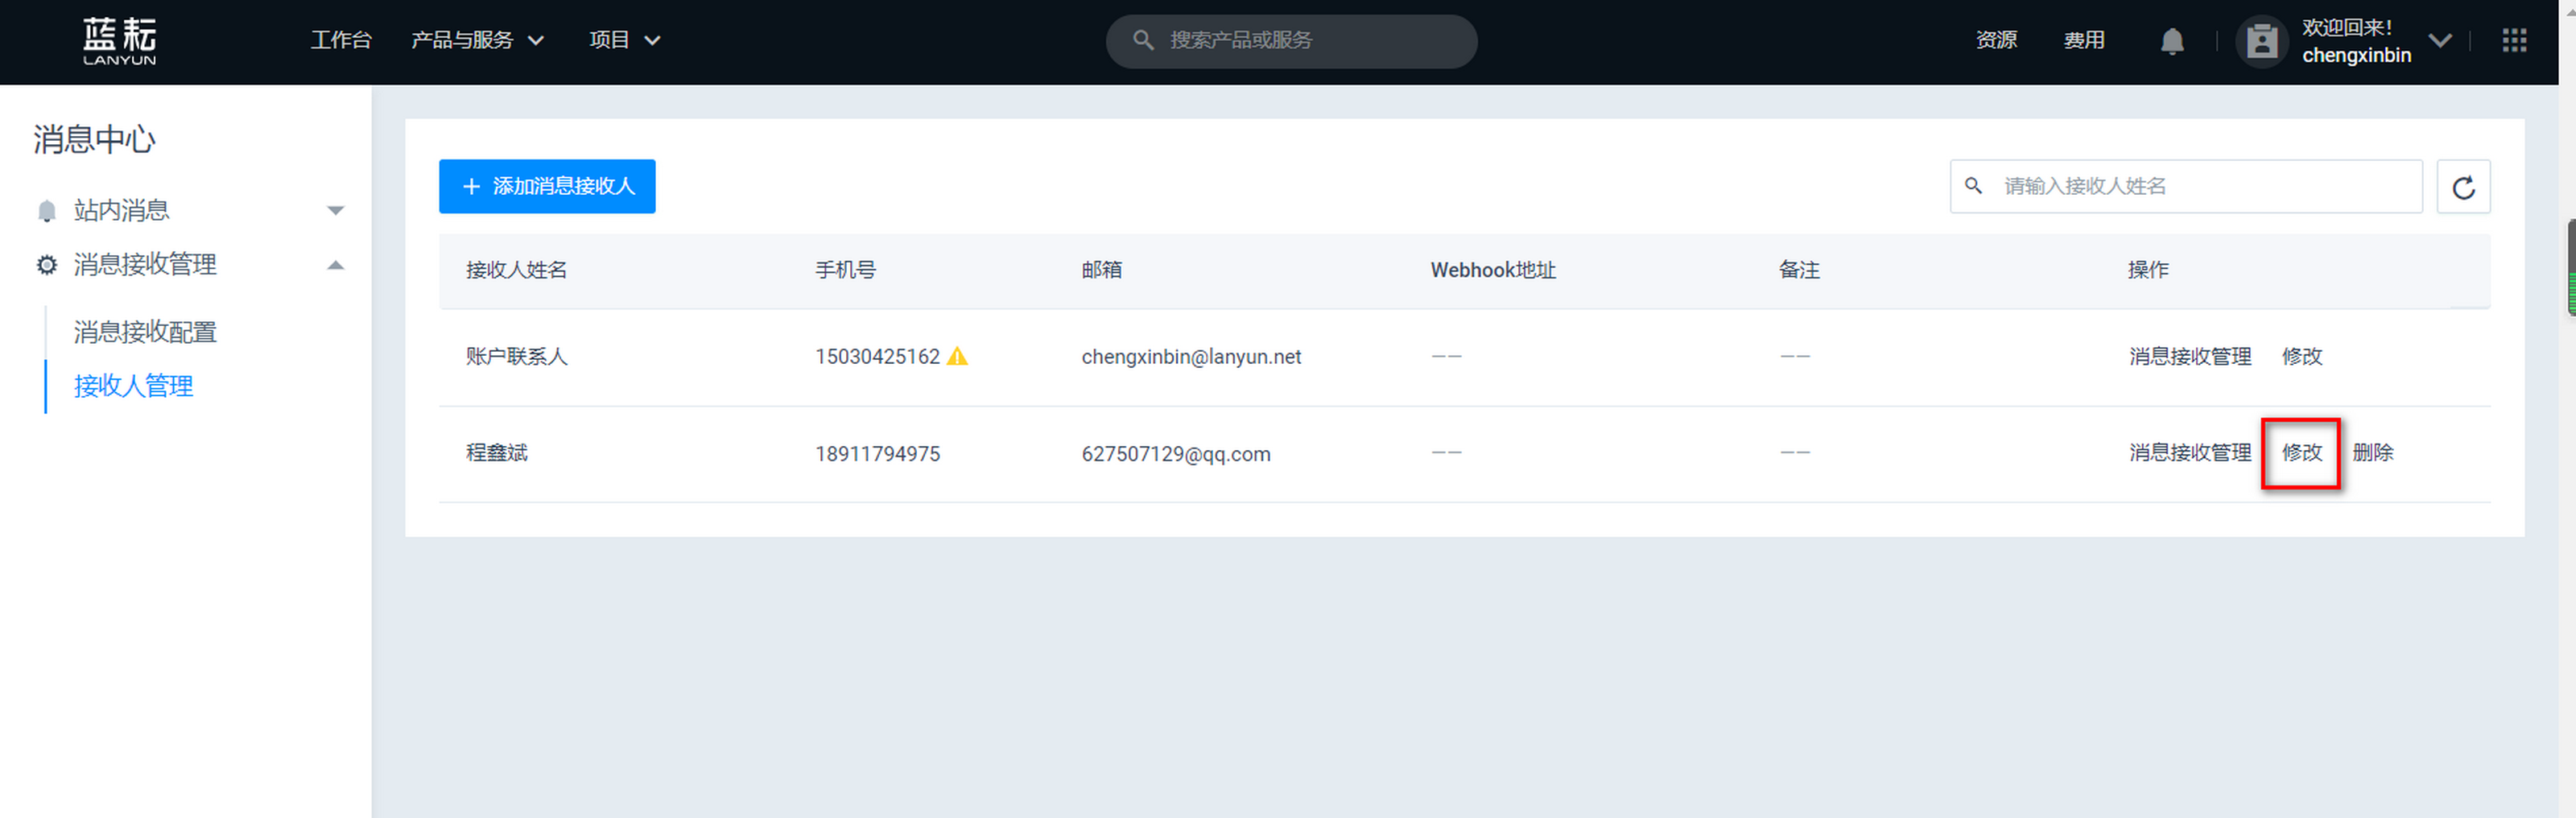 蓝耘
LANYUN
工作台 产品与服务 项目
搜索产品或服务
资源 费用
欢迎回来！
chengxinbin
消息中心
站内消息
消息接收管理
消息接收配置
接收人管理
添加消息接收人
请输入接收人姓名
接收人姓名 手机号 邮箱 Webhook地址 备注 操作
账户联系人 15030425162 chengxinbin@lanyun.net –– –– 消息接收管理 修改
程鑫斌 18911794975 627507129@qq.com –– –– 消息接收管理 修改 删除